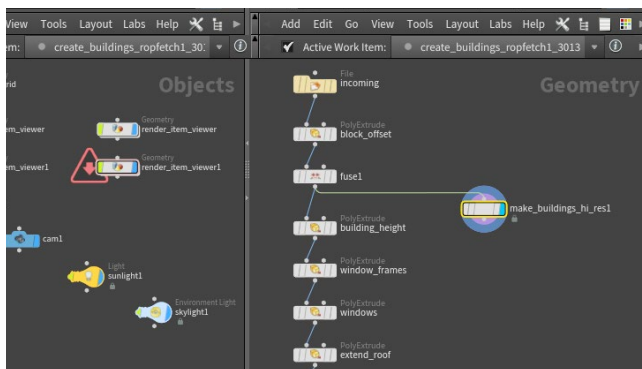 View Tools Layout Labs Help
Add Edit Go View Tools Layout Labs Help
em: create_buildings_ropfetch1_301
Active Work Item: create_buildings_ropfetch1_3013
Objects
rid
em_viewer
Geometry
render_item_viewer
em_viewer1
Geometry
render_item_viewer1
cam1
Light
sunlight1
Environment Light
skylight1
Geometry
File
incoming
PolyExtrude
block_offset
fuse1
make_buildings_hi_res1
PolyExtrude
building_height
PolyExtrude
window_frames
PolyExtrude
windows
PolyExtrude
extend_roof